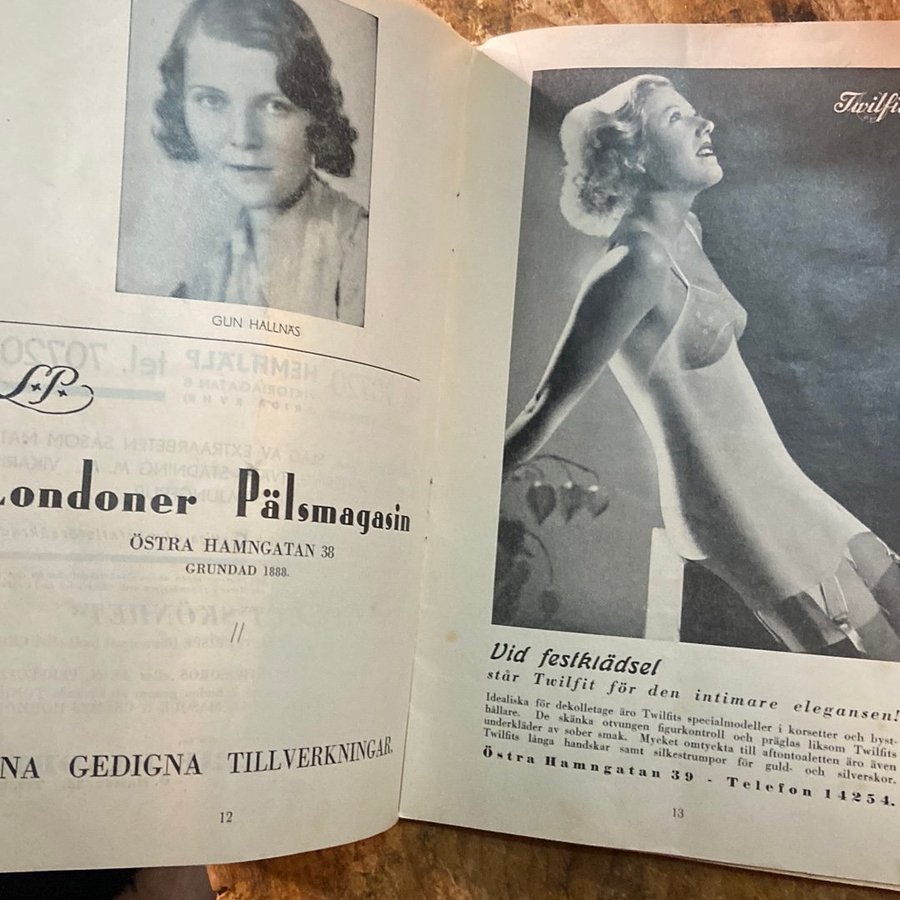 GUN HALLNÄS
L.P.
Londoner Pälsmagasin
ÖSTRA HAMNGATAN 38
GRUNDAD 1888.
NA GEDIGNA TILLVERKNINGAR.
12
Twilfit
Vid festklädsel
står Twilfit för den intimare elegansen!
Idealiska för dekolletage äro Twilfits specialmodeller i korsetter och byst-
hållare. De skänka otvungen figurkontroll och präglas liksom Twilfits
underkläder av sober smak. Mycket omtyckta till aftontoaletten äro även
Twilfits långa handskar samt silkestrumpor för guld- och silverskor.
Östra Hamngatan 39 - Telefon 14254.
13